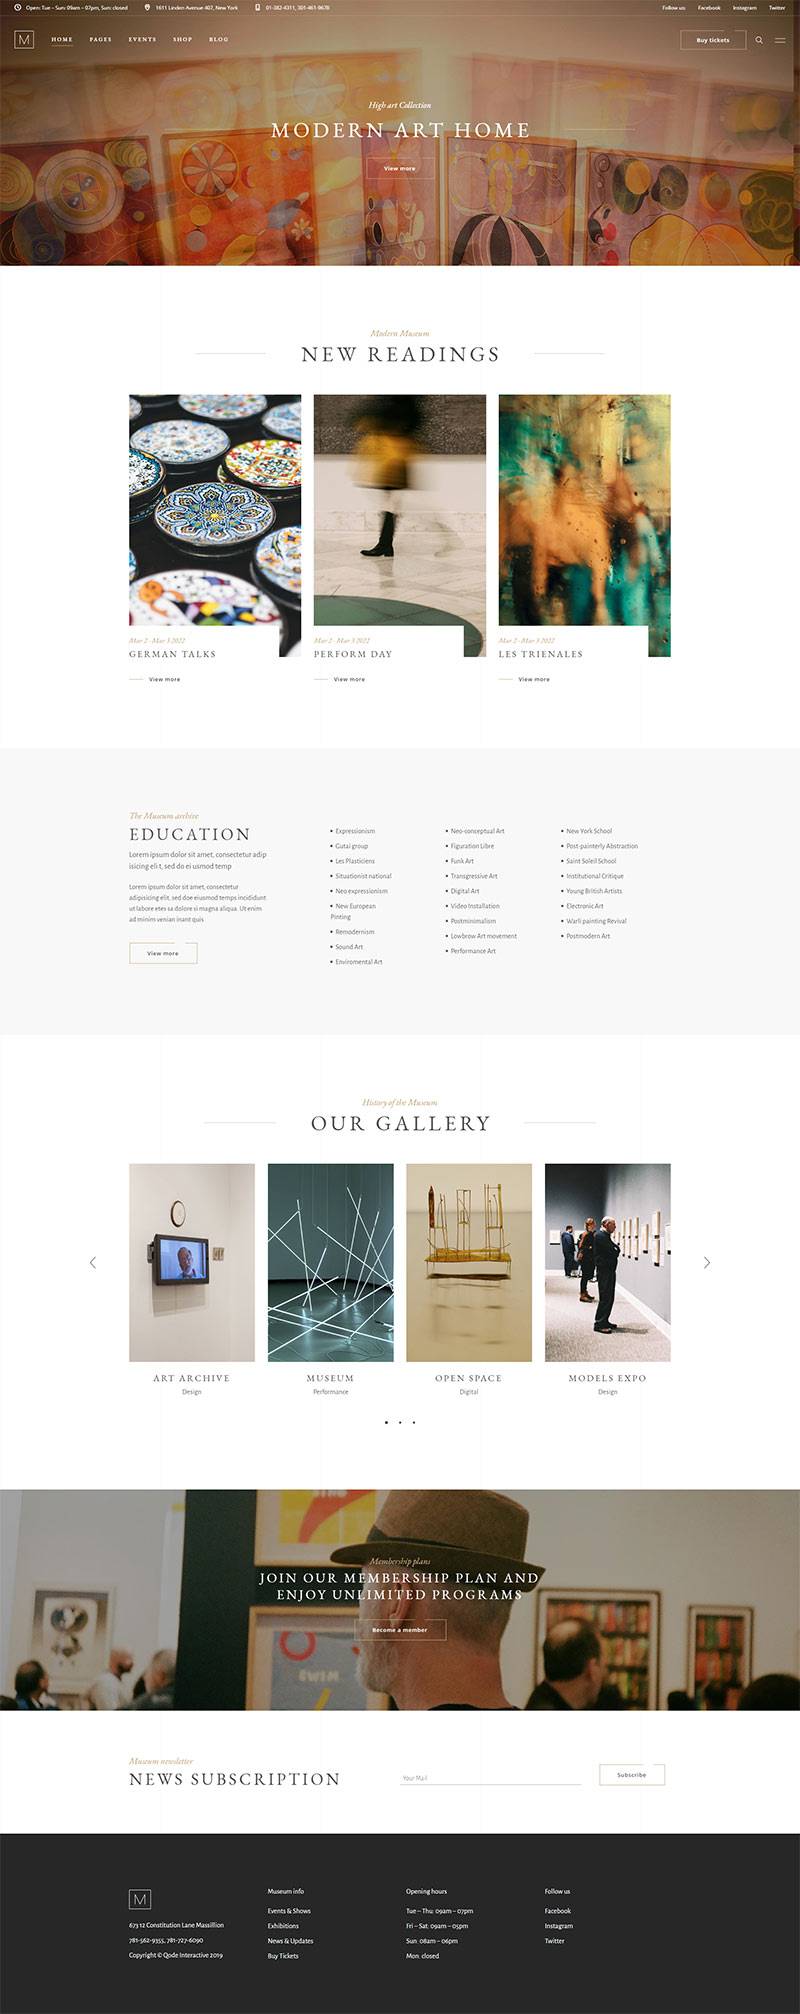 Open: Tue – Sun: 09am – 07pm, Sun: closed
1611 Linden Avenue 407, New York
01-382-4311, 301-461-9678
Follow us:
Facebook
Instagram
Twitter
M
HOME
PAGES
EVENTS
SHOP
BLOG
Buy tickets
High art Collection
MODERN ART HOME
View more
Modern Museum
NEW READINGS
Mar 2 - Mar 3 2022
GERMAN TALKS
View more
Mar 2 - Mar 3 2022
PERFORM DAY
View more
Mar 2 - Mar 3 2022
LES TRIENALES
View more
The Museum archive
EDUCATION
Lorem ipsum dolor sit amet, consectetur adip
isicing eli t, sed do ei usmod temp
Lorem ipsum dolor sit amet, consectetur
adipisicing elit, sed doe eiusmod temps incididunt
ut labore etes sa dolore si magna aliqua. Ut enim
ad minim venian inant quis
View more
Expressionism
Gutai group
Les Plasticiens
Situationist national
Neo expressionism
New European
Pinting
Remodernism
Sound Art
Enviromental Art
Neo-conceptual Art
Figuration Libre
Funk Art
Transgressive Art
Digital Art
Video Installation
Postminimalism
Lowbrow Art movement
Performance Art
New York School
Post-painterly Abstraction
Saint Soleil School
Institutional Critique
Young British Artists
Electronic Art
Warli painting Revival
Postmodern Art
History of the Museum
OUR GALLERY
ART ARCHIVE
Design
MUSEUM
Performance
OPEN SPACE
Digital
MODELS EXPO
Design
Membership plans
JOIN OUR MEMBERSHIP PLAN AND
ENJOY UNLIMITED PROGRAMS
Become a member
SWIM
Museum newsletter
NEWS SUBSCRIPTION
Your Mail
Subscribe
M
673 12 Constitution Lane Massillion
781-562-9355, 781-727-6090
Copyright © Qode Interactive 2019
Museum info
Events & Shows
Exhibitions
News & Updates
Buy Tickets
Opening hours
Tue – Thu: 09am – 07pm
Fri – Sat: 09am – 05pm
Sun: 08am – 06pm
Mon: closed
Follow us
Facebook
Instagram
Twitter